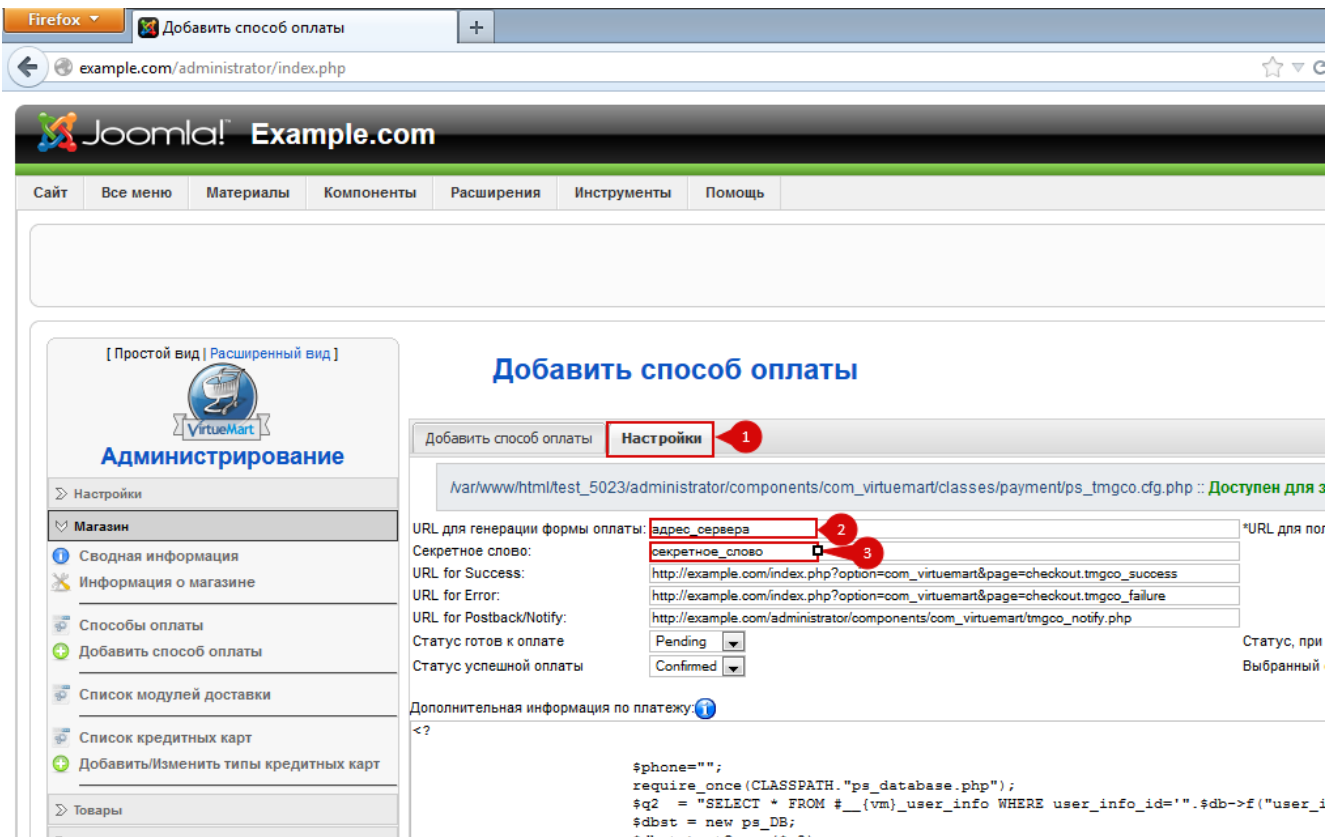 Firefox
Добавить способ оплаты
example.com/administrator/index.php
Joomla! Example.com
Сайт Все меню Материалы Компоненты Расширения Инструменты Помощь
[ Простой вид | Расширенный вид ]
VirtueMart
Администрирование
Настройки
Магазин
Сводная информация
Информация о магазине
Способы оплаты
Добавить способ оплаты
Список модулей доставки
Список кредитных карт
Добавить/Изменить типы кредитных карт
Товары
Добавить способ оплаты
Добавить способ оплаты Настройки 1
/var/www/html/test_5023/administrator/components/com_virtuemart/classes/payment/ps_tmgco.cfg.php :: Доступен для з
URL для генерации формы оплаты: адрес_сервера 2 *URL для пол
Секретное слово: секретное_слово 3
URL for Success: http://example.com/index.php?option=com_virtuemart&page=checkout.tmgco_success
URL for Error: http://example.com/index.php?option=com_virtuemart&page=checkout.tmgco_failure
URL for Postback/Notify: http://example.com/administrator/components/com_virtuemart/tmgco_notify.php
Статус готов к оплате Pending Статус, при
Статус успешной оплаты Confirmed Выбранный
Дополнительная информация по платежу:
<?
$phone="";
require_once(CLASSPATH."ps_database.php");
$q2 = "SELECT * FROM #__{vm}_user_info WHERE user_info_id='".$db->f("user_i
$dbst = new ps_DB;